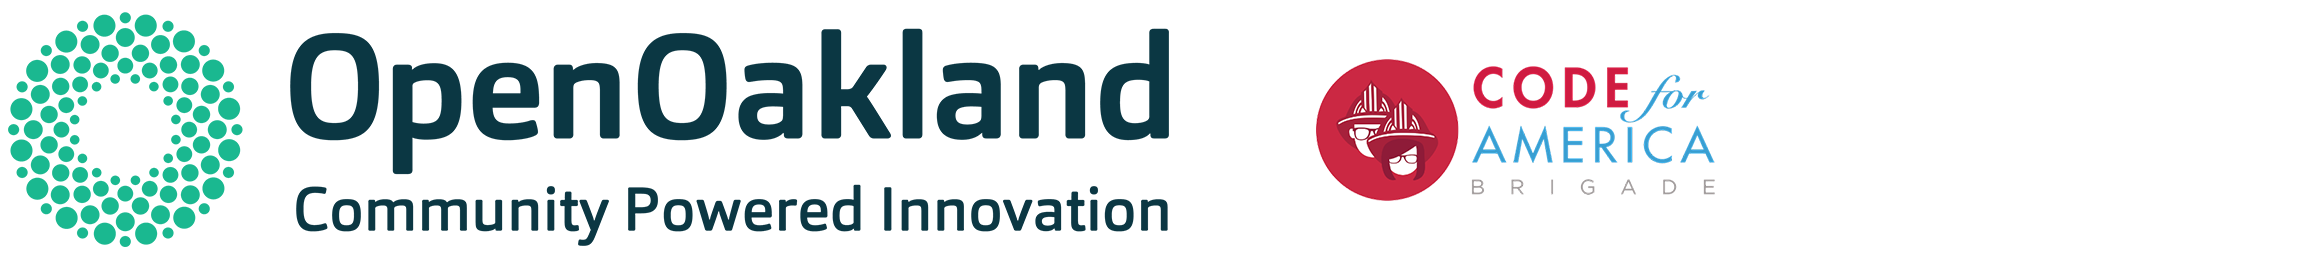 OpenOakland
Community Powered Innovation
CODE for
AMERICA
BRIGADE